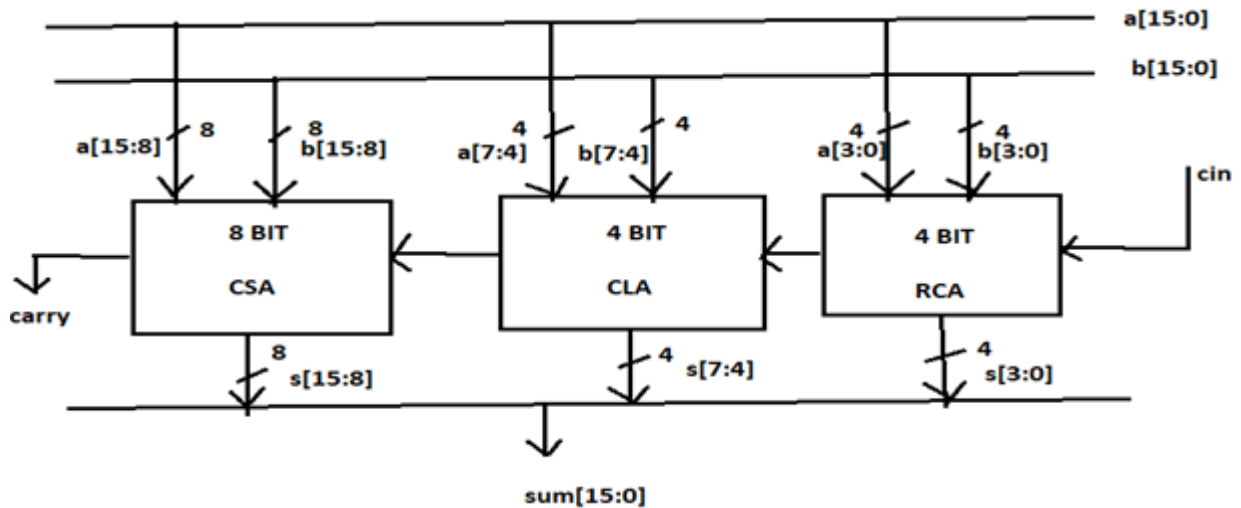 a[15:0]
b[15:0]
8
8
4
4
4
4
a[15:8]
b[15:8]
a[7:4]
b[7:4]
a[3:0]
b[3:0]
cin
8 BIT
CSA
4 BIT
CLA
4 BIT
RCA
carry
8
s[15:8]
4
s[7:4]
4
s[3:0]
sum[15:0]